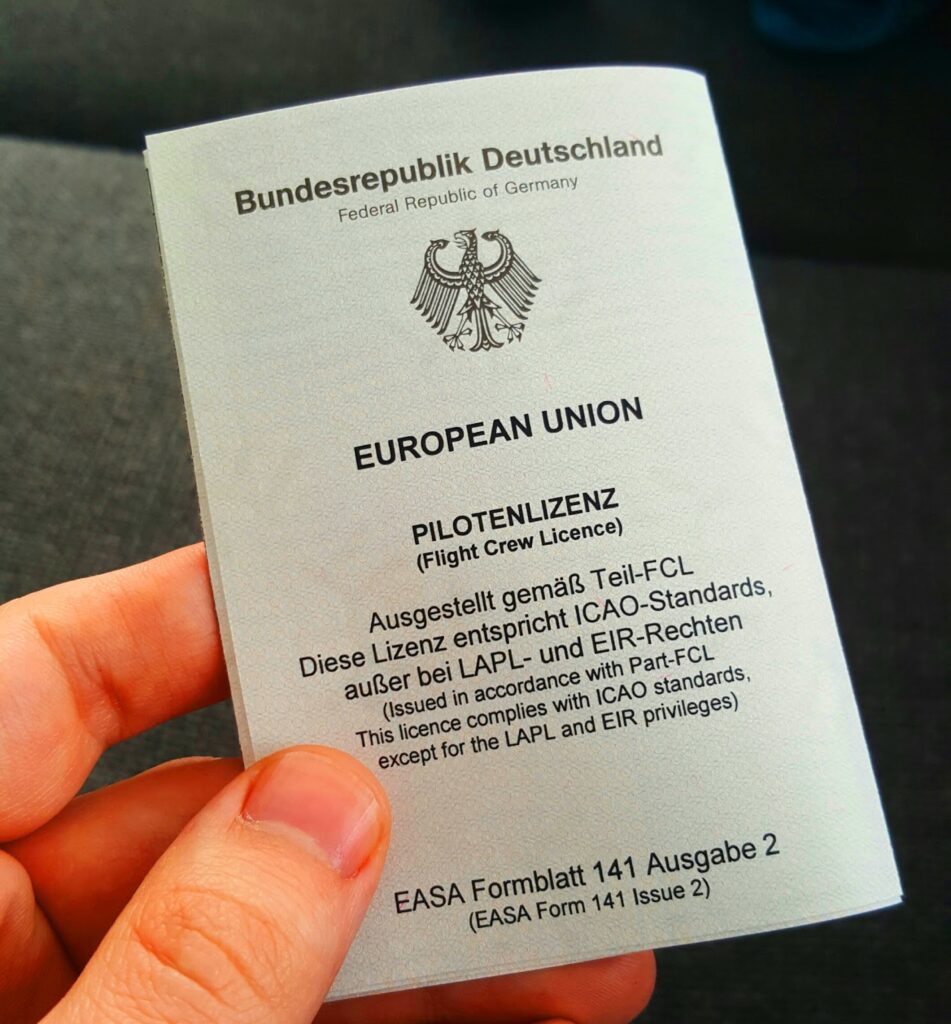 Bundesrepublik Deutschland
Federal Republic of Germany
EUROPEAN UNION
PILOTENLIZENZ
(Flight Crew Licence)
Ausgestellt gemäß Teil-FCL
Diese Lizenz entspricht ICAO-Standards,
außer bei LAPL- und EIR-Rechten
(Issued in accordance with Part-FCL
This licence complies with ICAO standards,
except for the LAPL and EIR privileges)
EASA Formblatt 141 Ausgabe 2
(EASA Form 141 Issue 2)